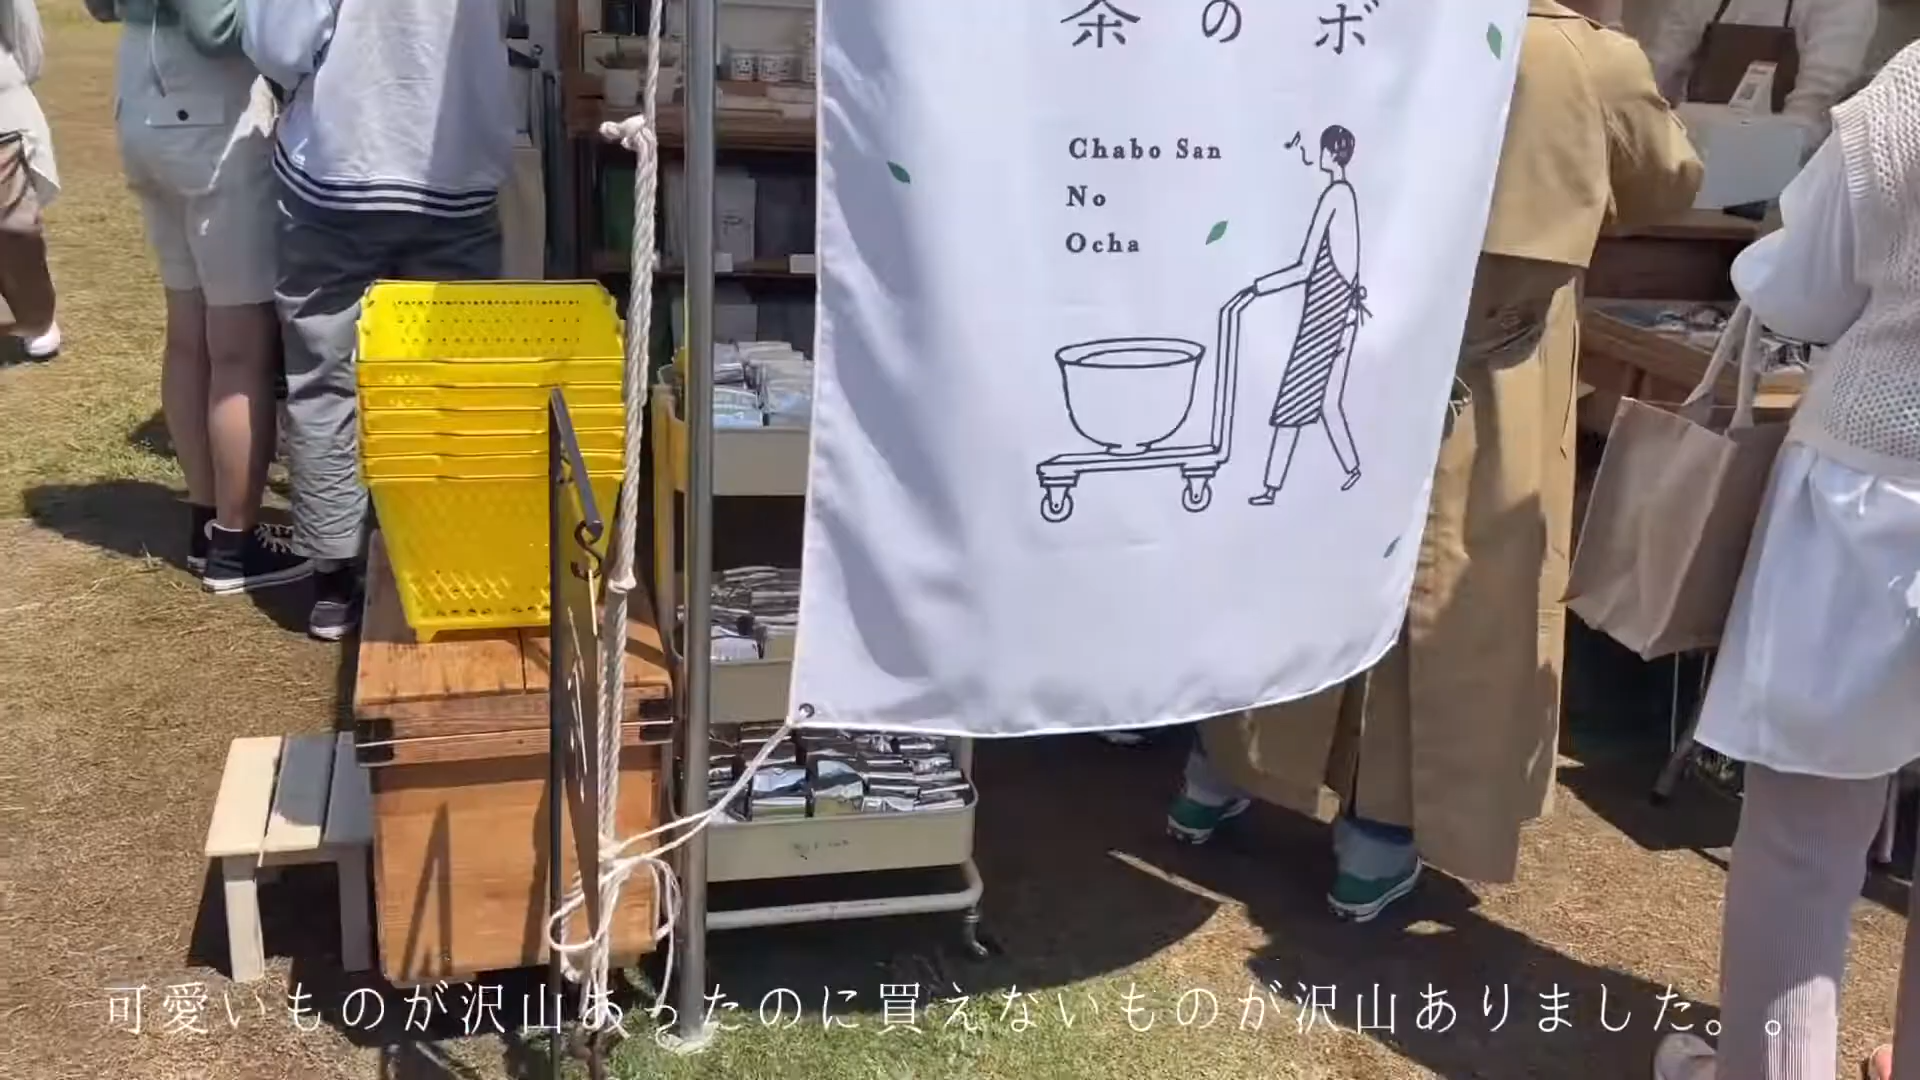 茶 の ボ
Chabo San
No
Ocha
可愛いものが沢山あったのに買えないものが沢山ありました。。